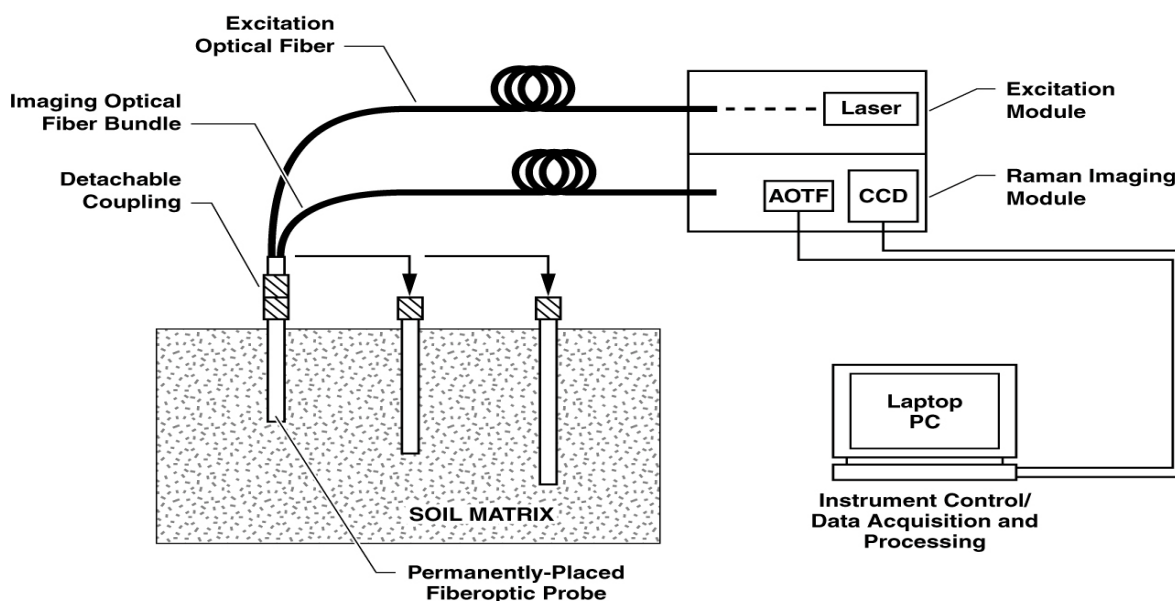 Excitation
Optical Fiber
Imaging Optical
Fiber Bundle
Detachable
Coupling
Laser
Excitation
Module
AOTF
CCD
Raman Imaging
Module
Laptop
PC
SOIL MATRIX
Instrument Control/
Data Acquisition and
Processing
Permanently-Placed
Fiberoptic Probe